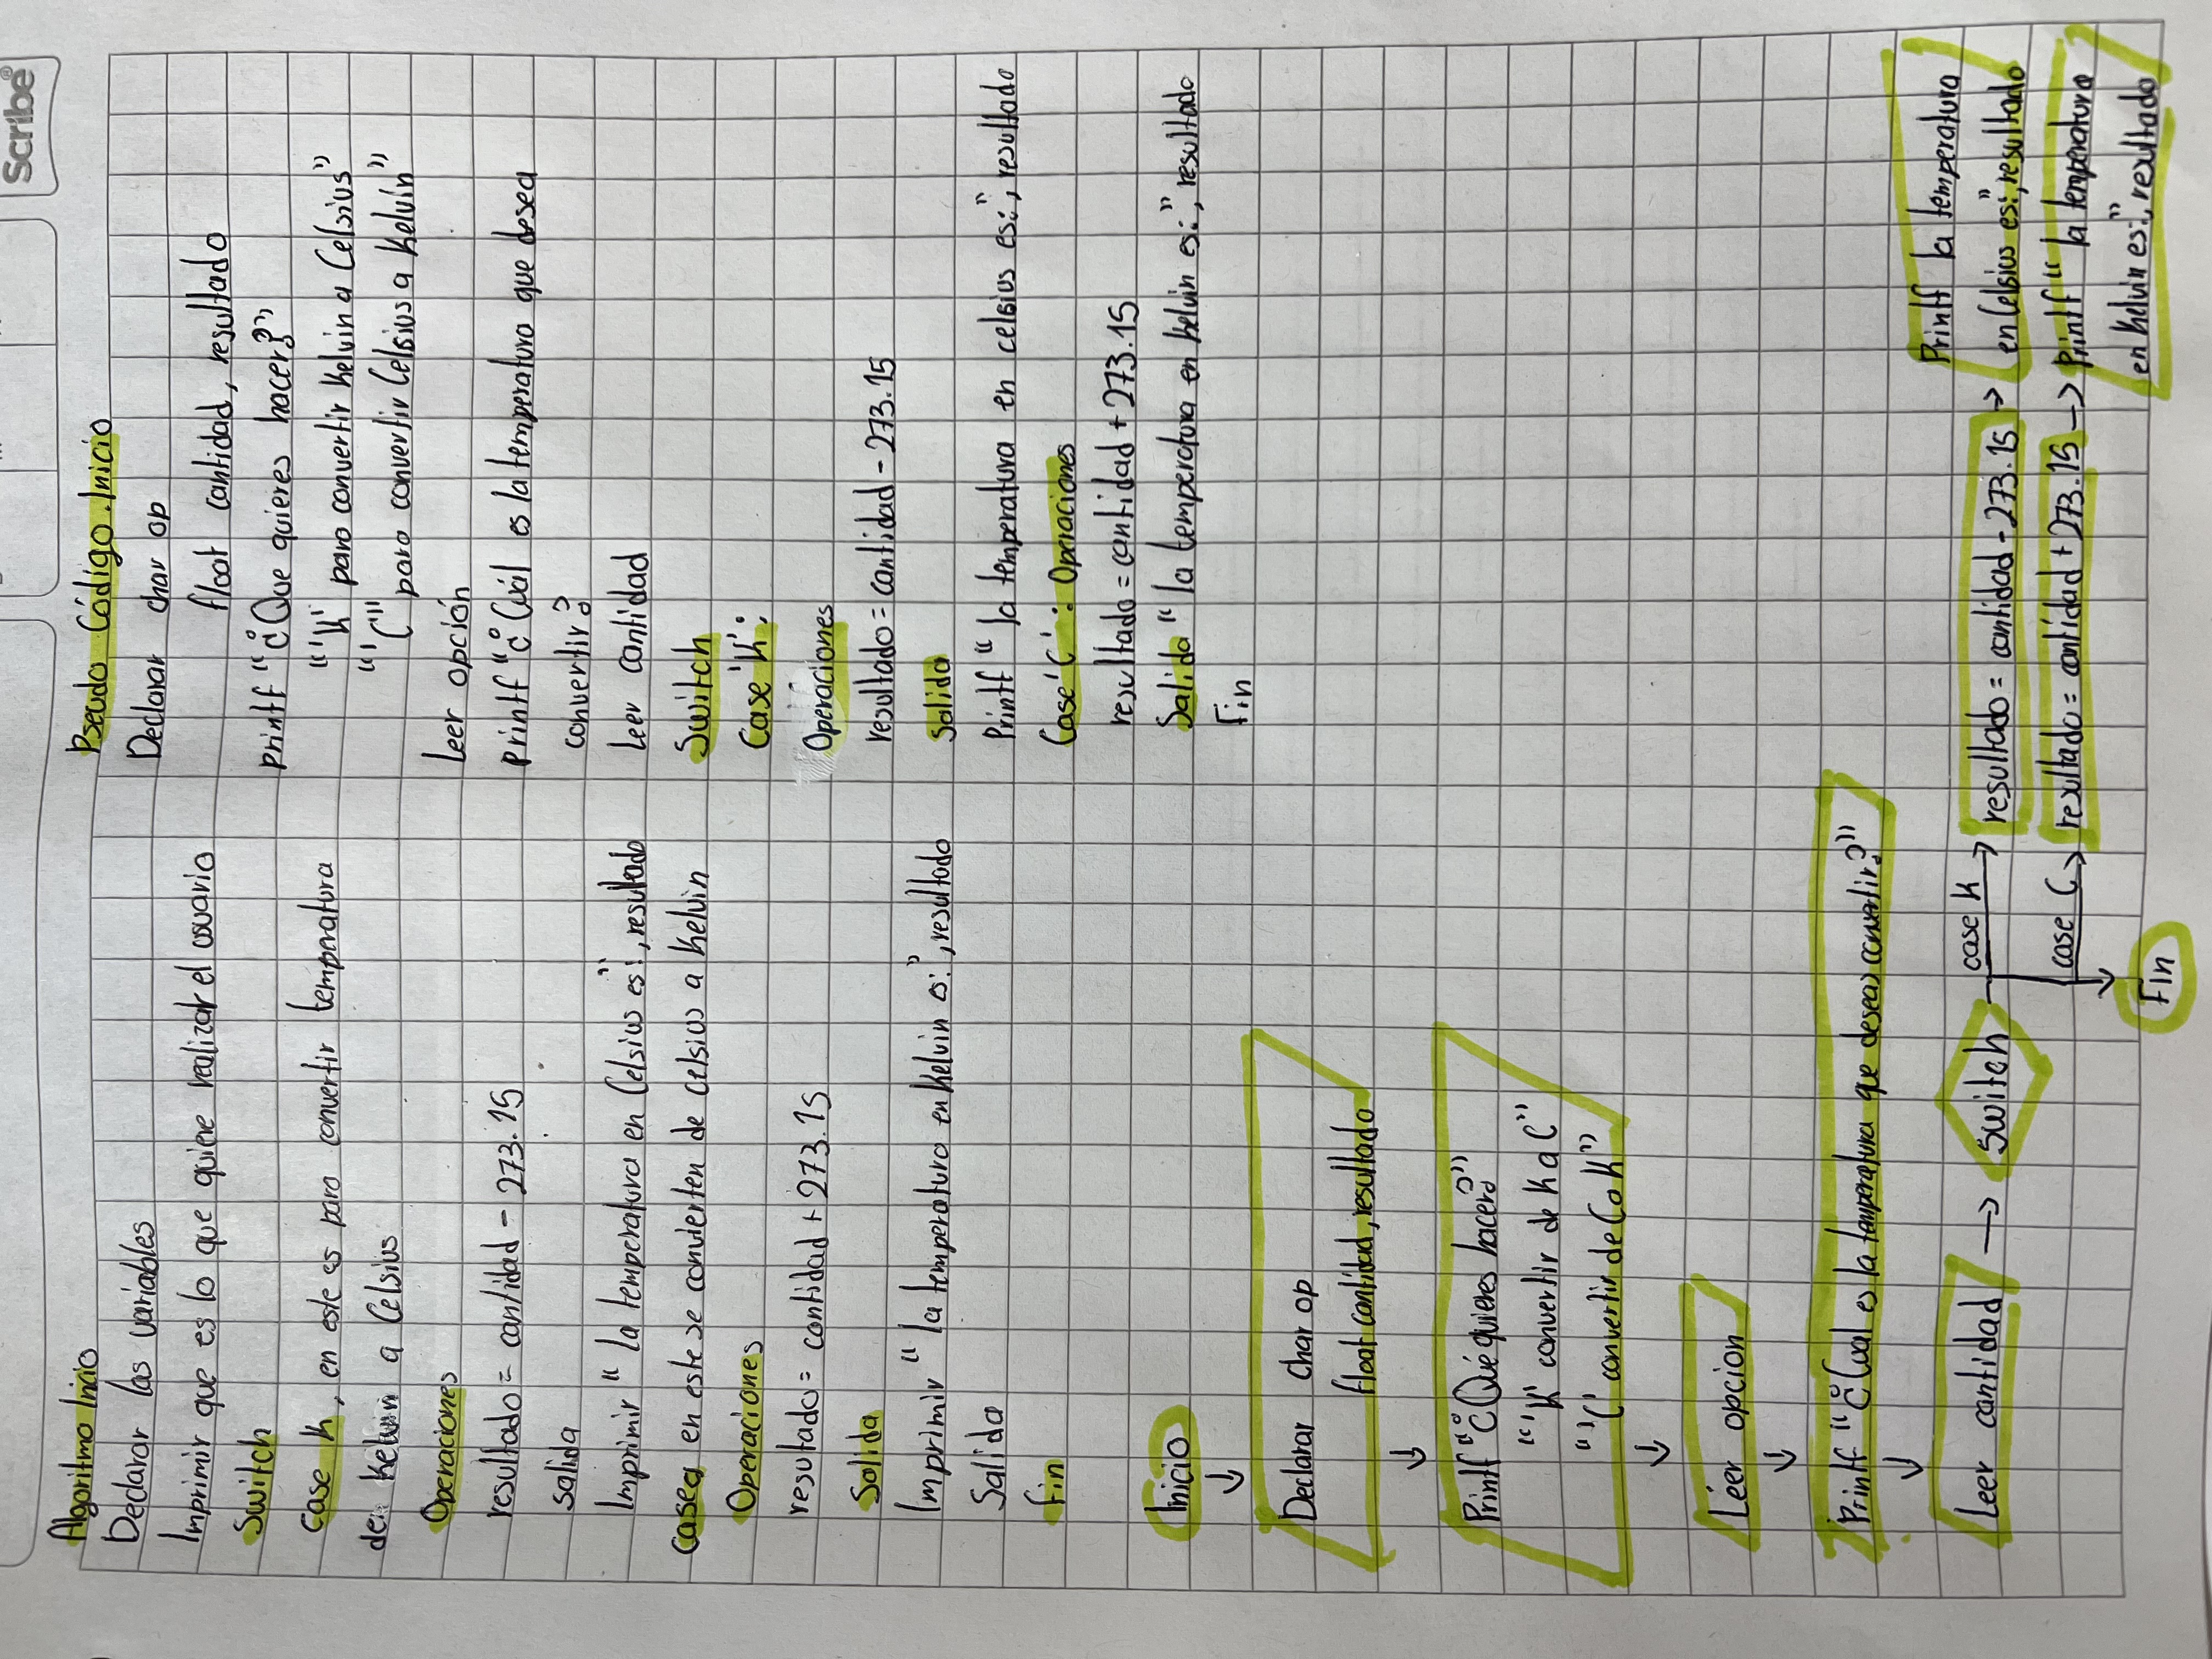 Scribe®
Algoritmo Inicio
Declarar las variables
Imprimir que es lo que quiere realizar el usuario
Switch
case K, en este es para convertir temperatura
de Kelvin a Celsius
Operaciones
resultado = cantidad - 273.15
salida
Imprimir "la temperatura en Celsius es:", resultado
case en este se convierten de celsius a Kelvin
Operaciones
resutado = cantidad + 273.15
Salida
Imprimir "la temperatura en Kelvin es:", resultado
Salida
fin
Pseudo Código. Inicio
Declarar char op
float cantidad, resultado
printf "¿Que quieres hacer?"
"'K' para convertir Kelvin a Celsius"
"'C'" para convertir Celsius a Kelvin"
Leer opción
printf "¿Cuál es la temperatura que desea
convertir?
Leer cantidad
Switch
Case 'K':
Operaciones
resultado = cantidad - 273.15
Salida
Printf "la temperatura en celsius es:", resultado
Case 'C': Operaciones
resultado = cantidad + 273.15
Salida "la temperatura en kelvin es:", resultado
Fin
Inicio
Declarar Char op
float cantidad, resultado
Printf "¿Qué quieres hacer?"
"'K' convertir de K a C"
"'C' convertir de C a K"
Leer opcion
Printf "¿Cual es la temperatura que deseas convertir?"
Leer cantidad → switch
case K → resultado = cantidad - 273.15 → Printf la temperatura
en Celsius es:", resultado
case C → resultado = cantidad + 273.15 → Printf "la temperatura
en Kelvin es:", resultado
Fin